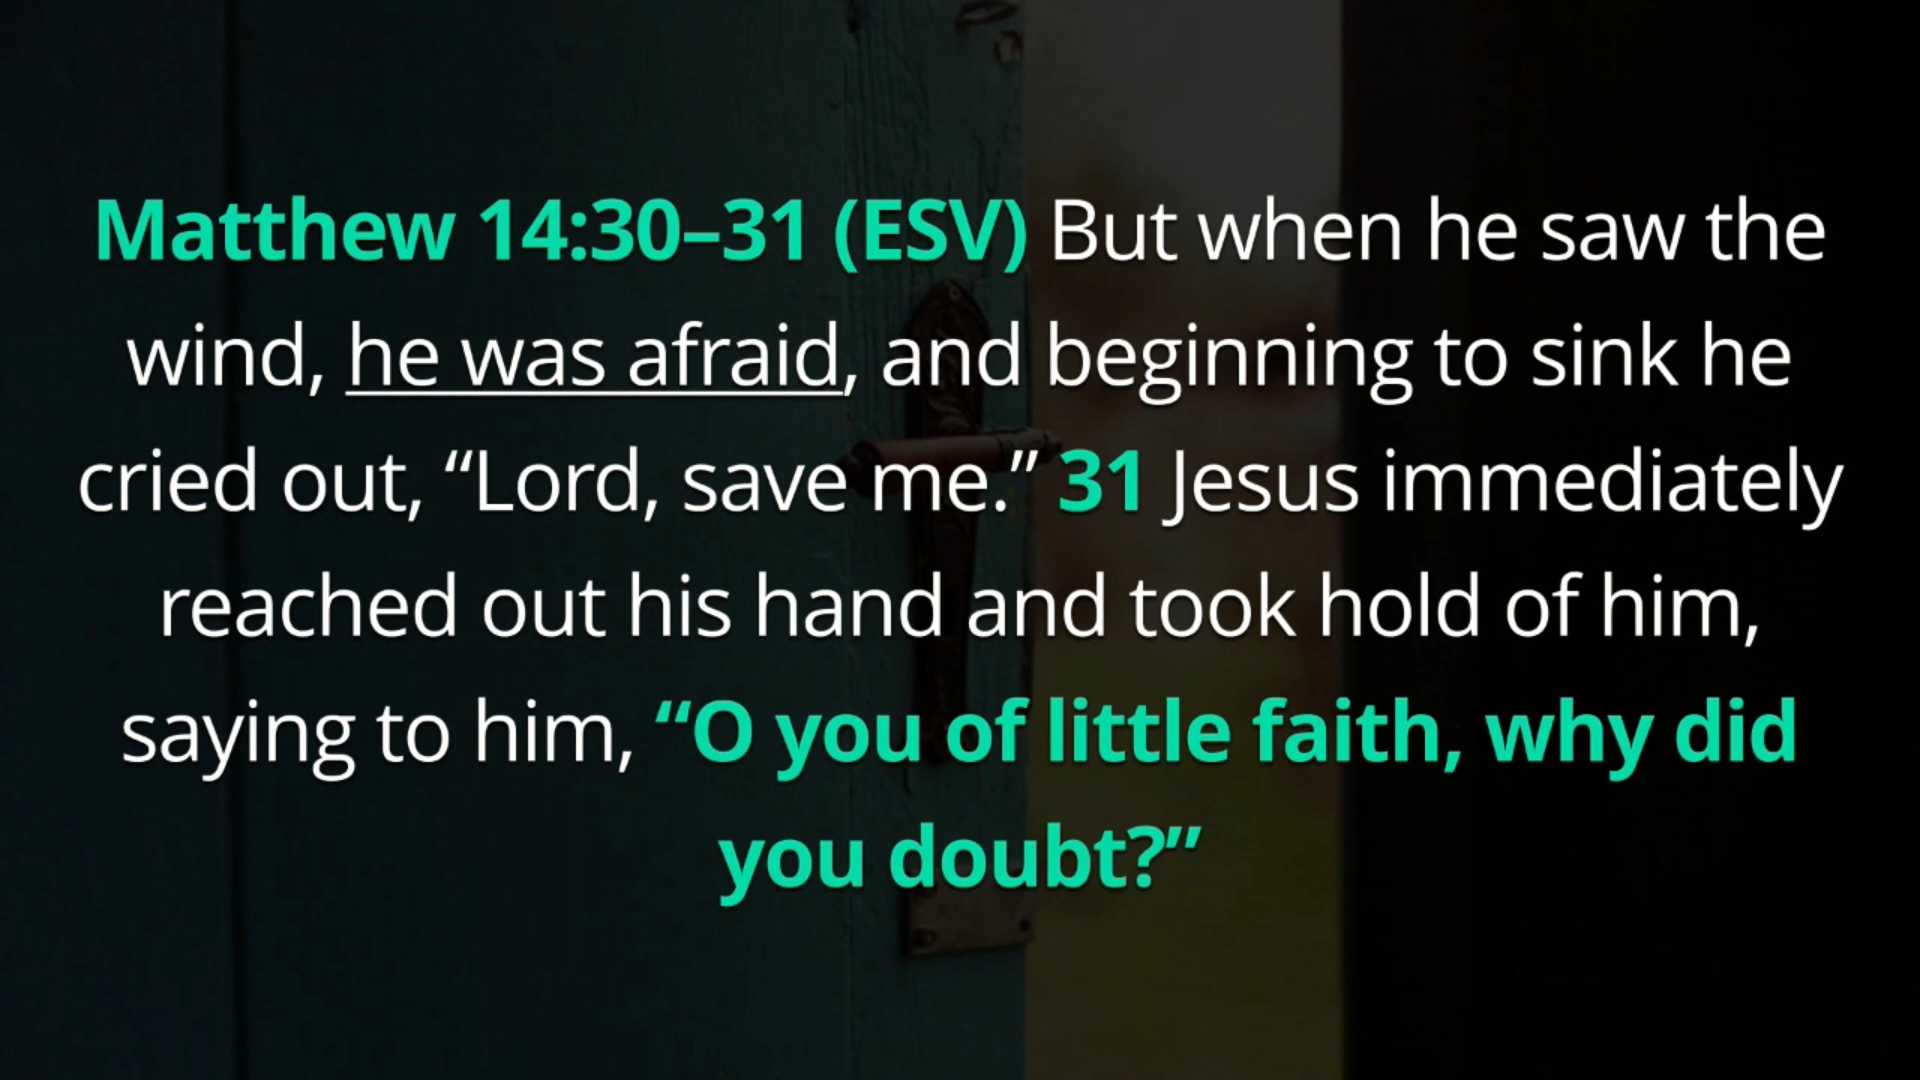 Matthew 14:30–31 (ESV) But when he saw the
wind, he was afraid, and beginning to sink he
cried out, “Lord, save me.” 31 Jesus immediately
reached out his hand and took hold of him,
saying to him, “O you of little faith, why did
you doubt?”